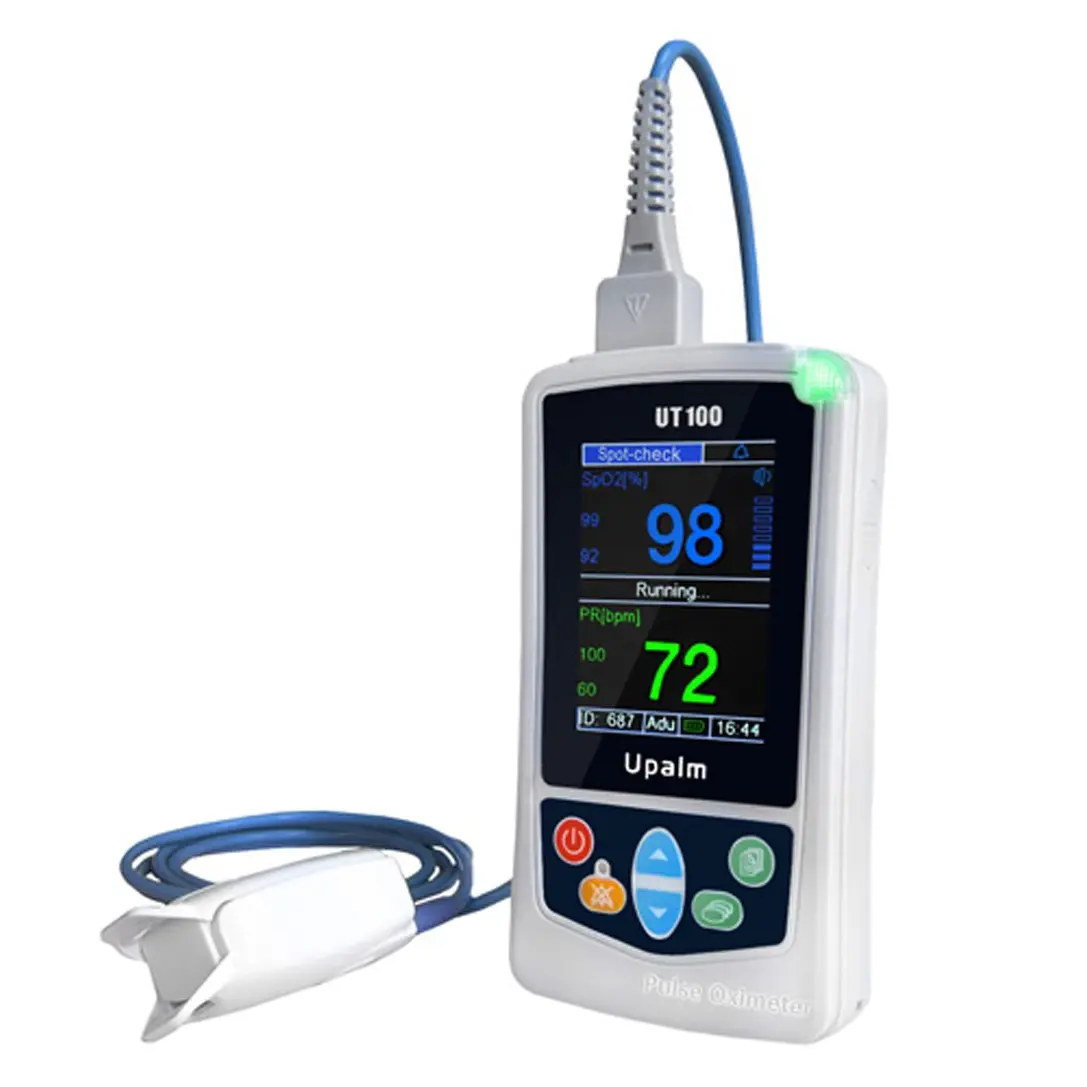 UT100
Spot-check
SpO2[%]
99
98
92
Running...
PR[bpm]
100
72
60
ID: 687 Adu 16:44
Upalm
Pulse Oximeter